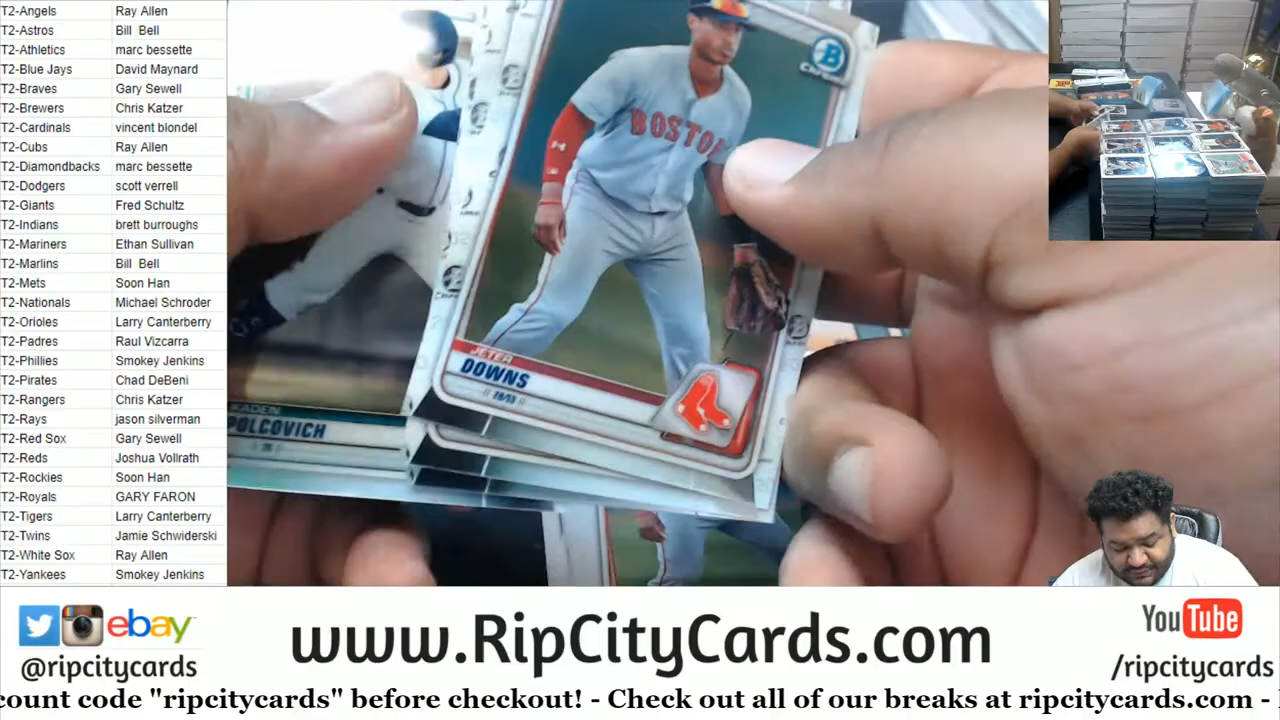 T2-Angels Ray Allen
T2-Astros Bill Bell
T2-Athletics marc bessette
T2-Blue Jays David Maynard
T2-Braves Gary Sewell
T2-Brewers Chris Katzer
T2-Cardinals vincent blondel
T2-Cubs Ray Allen
T2-Diamondbacks marc bessette
T2-Dodgers scott verrell
T2-Giants Fred Schultz
T2-Indians brett burroughs
T2-Mariners Ethan Sullivan
T2-Marlins Bill Bell
T2-Mets Soon Han
T2-Nationals Michael Schroder
T2-Orioles Larry Canterberry
T2-Padres Raul Vizcarra
T2-Phillies Smokey Jenkins
T2-Pirates Chad DeBeni
T2-Rangers Chris Katzer
T2-Rays jason silverman
T2-Red Sox Gary Sewell
T2-Reds Joshua Vollrath
T2-Rockies Soon Han
T2-Royals GARY FARON
T2-Tigers Larry Canterberry
T2-Twins Jamie Schwiderski
T2-White Sox Ray Allen
T2-Yankees Smokey Jenkins
B
Chrome
BOSTON
JETER
DOWNS
KADEN
POLCOVICH
ebay
@ripcitycards
www.RipCityCards.com
YouTube
/ripcitycards
count code "ripcitycards" before checkout! - Check out all of our breaks at ripcitycards.com -